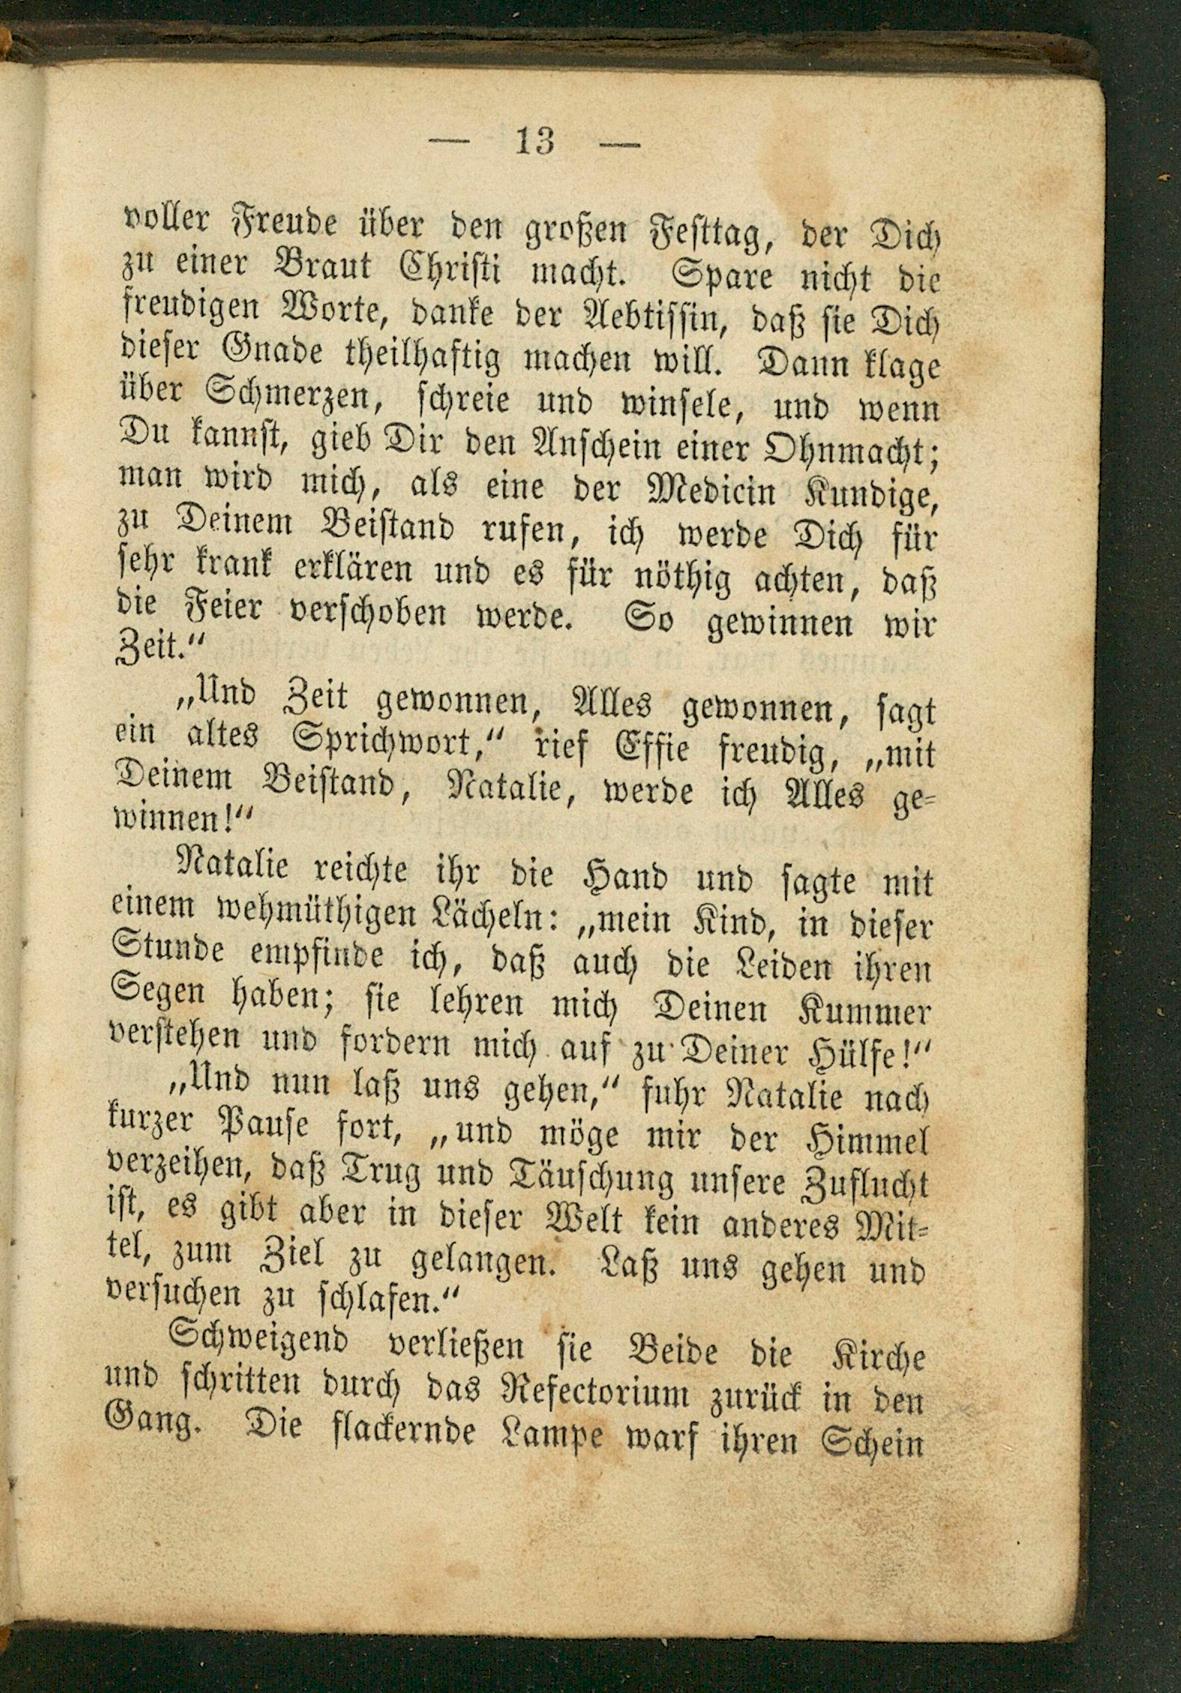 — 13 —
voller Freude über den großen Festtag, der Dich
zu einer Braut Christi macht. Spare nicht die
freudigen Worte, danke der Aebtissin, daß sie Dich
dieser Gnade theilhaftig machen will. Dann klage
über Schmerzen, schreie und winsele, und wenn
Du kannst, gieb Dir den Anschein einer Ohnmacht;
man wird mich, als eine der Medicin Kundige,
zu Deinem Beistand rufen, ich werde Dich für
sehr krank erklären und es für nöthig achten, daß
die Feier verschoben werde. So gewinnen wir
Zeit.“
„Und Zeit gewonnen, Alles gewonnen, sagt
ein altes Sprichwort,“ rief Effie freudig, „mit
Deinem Beistand, Natalie, werde ich Alles ge-
winnen!“
Natalie reichte ihr die Hand und sagte mit
einem wehmüthigen Lächeln: „mein Kind, in dieser
Stunde empfinde ich, daß auch die Leiden ihren
Segen haben; sie lehren mich Deinen Kummer
verstehen und fordern mich auf zu Deiner Hülfe!“
„Und nun laß uns gehen,“ fuhr Natalie nach
kurzer Pause fort, „und möge mir der Himmel
verzeihen, daß Trug und Täuschung unsere Zuflucht
ist, es gibt aber in dieser Welt kein anderes Mit-
tel, zum Ziel zu gelangen. Laß uns gehen und
versuchen zu schlafen.“
Schweigend verließen sie Beide die Kirche
und schritten durch das Refectorium zurück in den
Gang. Die flackernde Lampe warf ihren Schein